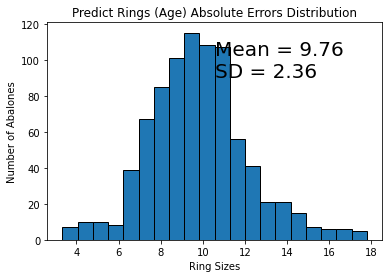 Predict Rings (Age) Absolute Errors Distribution
120
100
80
60
40
20
0
Number of Abalones
Mean = 9.76
SD = 2.36
4 6 8 10 12 14 16 18
Ring Sizes